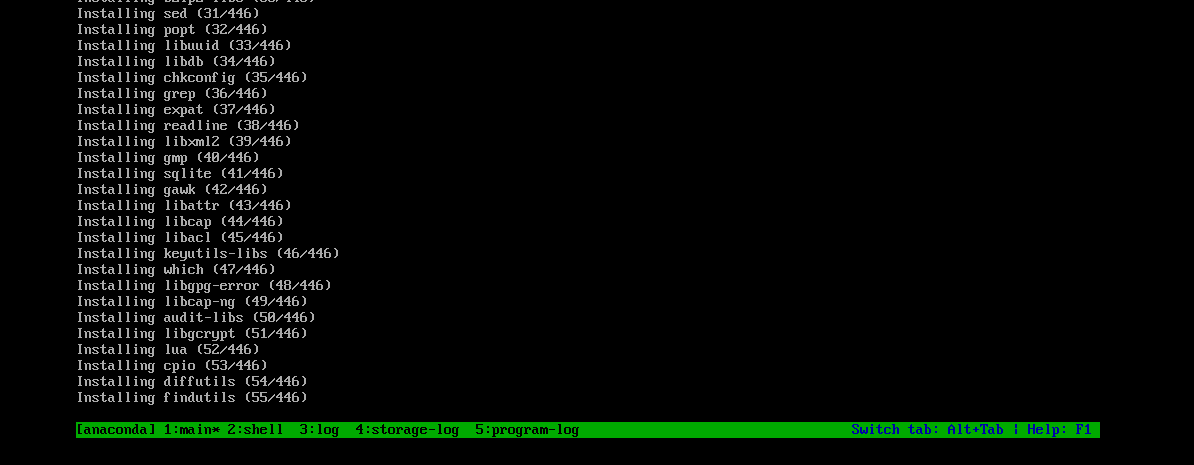 Installing sed (31/446)
Installing popt (32/446)
Installing libuuid (33/446)
Installing libdb (34/446)
Installing chkconfig (35/446)
Installing grep (36/446)
Installing expat (37/446)
Installing readline (38/446)
Installing libxml2 (39/446)
Installing gmp (40/446)
Installing sqlite (41/446)
Installing gawk (42/446)
Installing libattr (43/446)
Installing libcap (44/446)
Installing libacl (45/446)
Installing keyutils-libs (46/446)
Installing which (47/446)
Installing libgpg-error (48/446)
Installing libcap-ng (49/446)
Installing audit-libs (50/446)
Installing libgcrypt (51/446)
Installing lua (52/446)
Installing cpio (53/446)
Installing diffutils (54/446)
Installing findutils (55/446)
[anaconda] 1:main* 2:shell  3:log  4:storage-log  5:program-log Switch tab: Alt+Tab | Help: F1